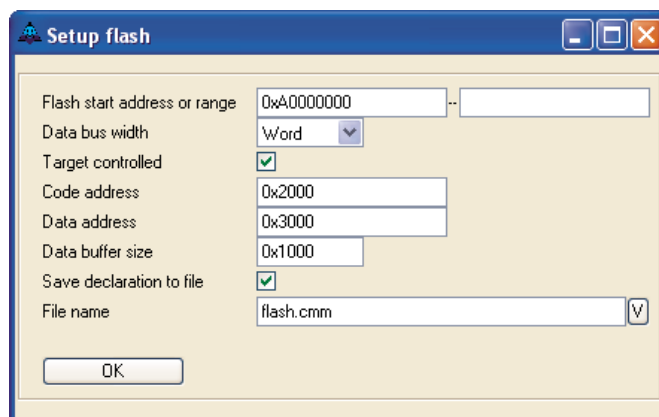 Setup flash
Flash start address or range 0xA0000000 --
Data bus width Word
Target controlled
Code address 0x2000
Data address 0x3000
Data buffer size 0x1000
Save declaration to file
File name flash.cmm V
OK